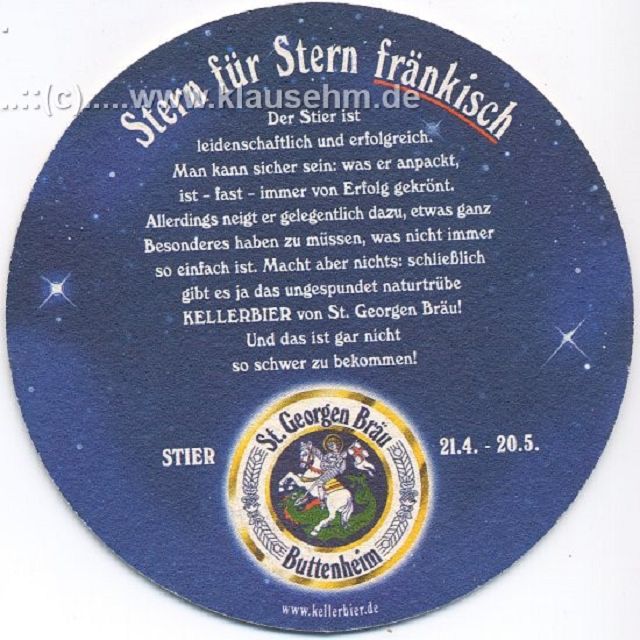 ..::(c).....www.klausehm.de
Stern für Stern fränkisch
Der Stier ist
leidenschaftlich und erfolgreich.
Man kann sicher sein: was er anpackt,
ist - fast - immer von Erfolg gekrönt.
Allerdings neigt er gelegentlich dazu, etwas ganz
Besonderes haben zu müssen, was nicht immer
so einfach ist. Macht aber nichts: schließlich
gibt es ja das ungespundet naturtrübe
KELLERBIER von St. Georgen Bräu!
Und das ist gar nicht
so schwer zu bekommen!
St. Georgen Bräu
STIER
21.4. - 20.5.
Buttenheim
www.kellerbier.de